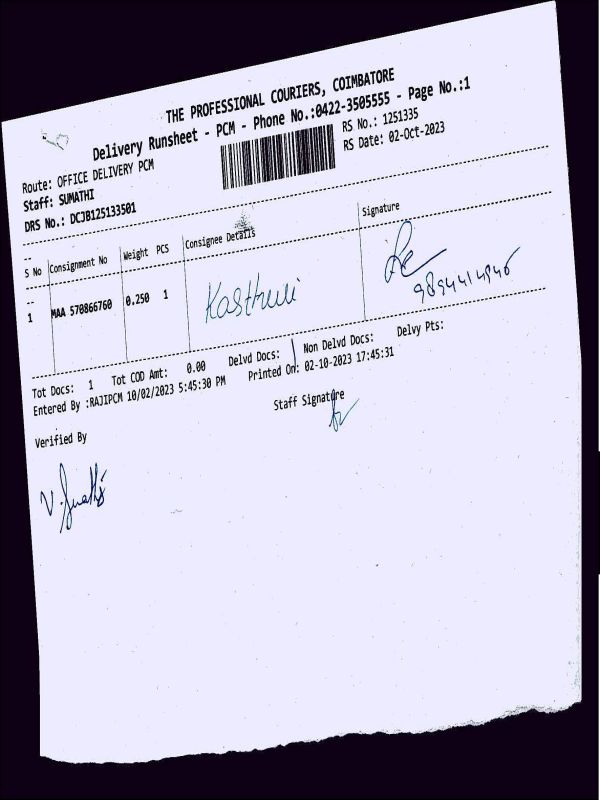 THE PROFESSIONAL COURIERS, COIMBATORE
Delivery Runsheet - PCM - Phone No.:0422-3505555 - Page No.:1
Route: OFFICE DELIVERY PCM
RS No.: 1251335
Staff: SUMATHI
RS Date: 02-Oct-2023
DRS No.: DCJB125133501
S No Consignment No Weight PCS Consignee Details Signature
1 MAA 570866760 0.250 1 Kasthuri
9894414946
Tot Docs: 1 Tot COD Amt: 0.00 Delvd Docs: Non Delvd Docs: Delvy Pts:
Entered By :RAJIPCM 10/02/2023 5:45:30 PM Printed On: 02-10-2023 17:45:31
Verified By Staff Signature